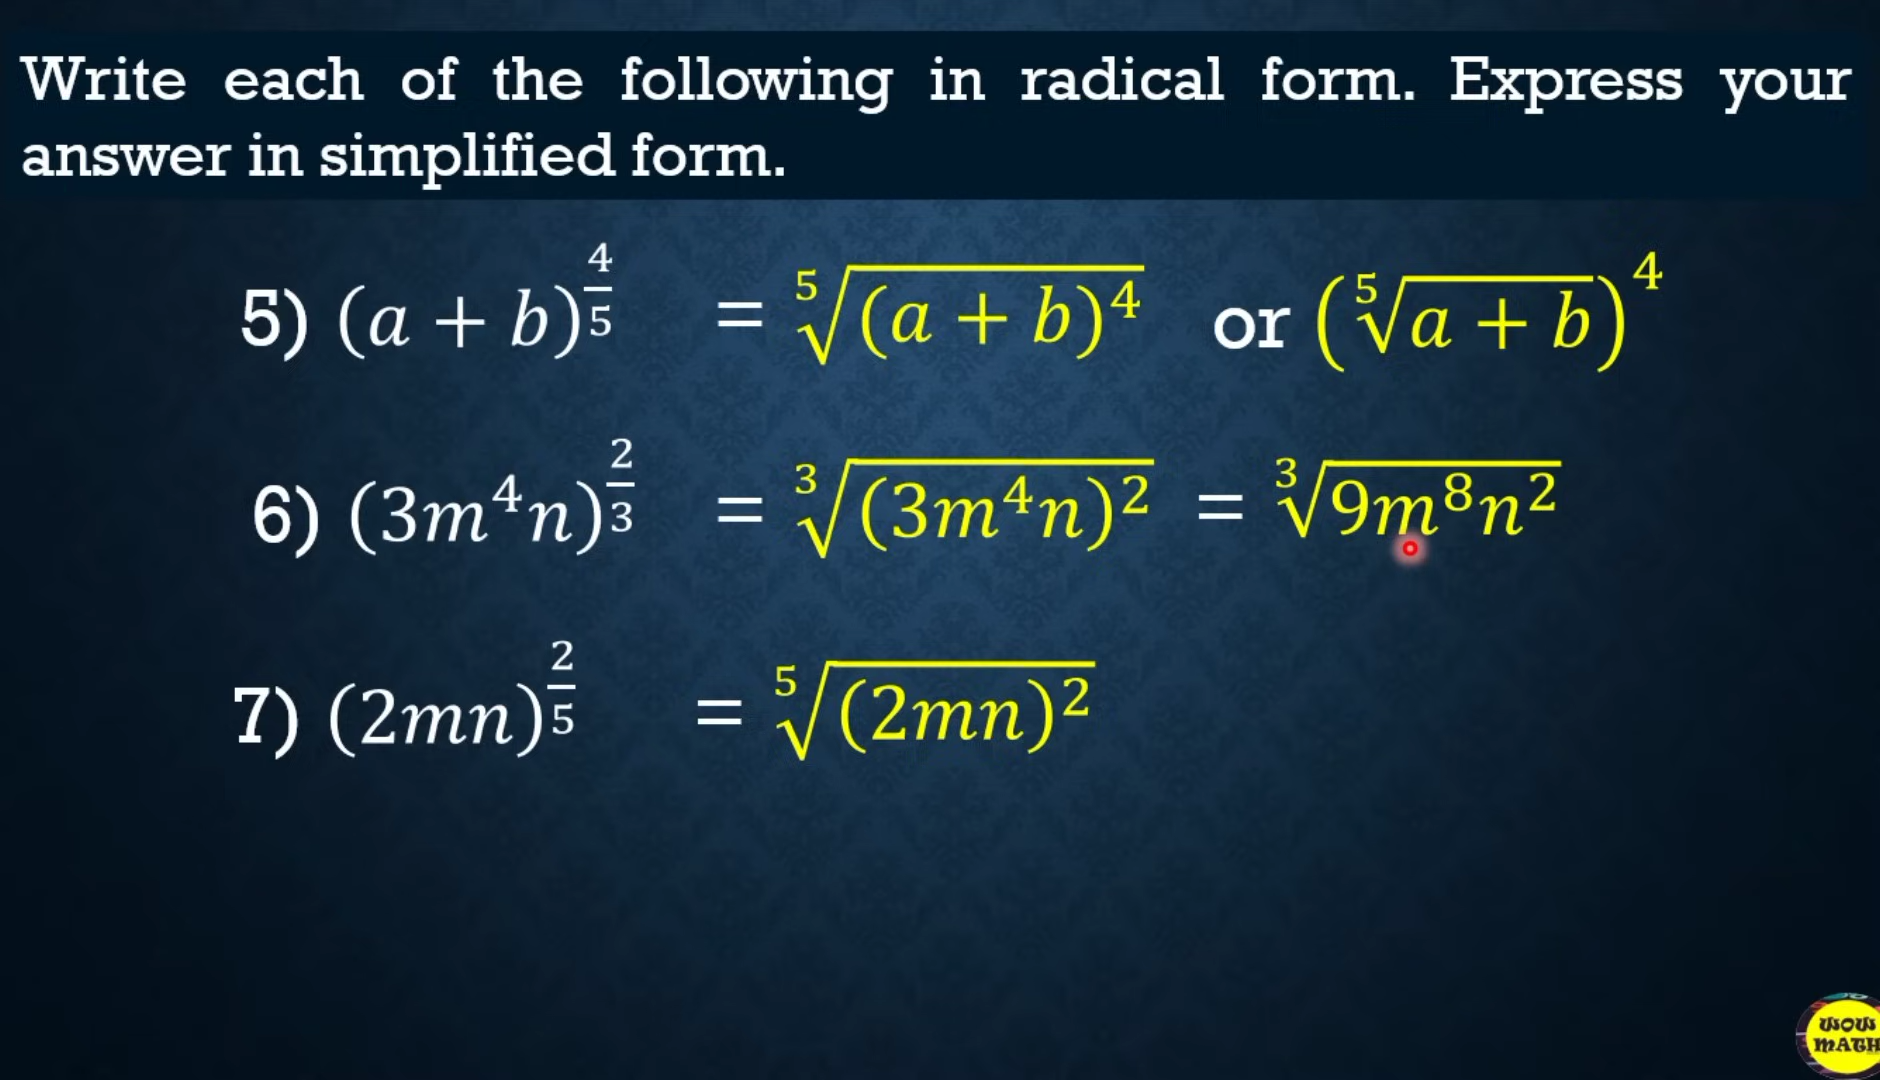 Write each of the following in radical form. Express your
answer in simplified form.
5) (a + b)^{4/5} = ⁵√(a + b)⁴ or (⁵√a + b)⁴
6) (3m⁴n)^{2/3} = ³√(3m⁴n)² = ³√9m⁸n²
7) (2mn)^{2/5} = ⁵√(2mn)²
WOW
MATH